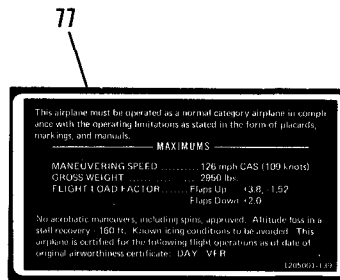 77
This airplane must be operated as a normal category airplane in compli
ance with the operating limitations as stated in the form of placards,
markings, and manuals.
MAXIMUMS
MANEUVERING SPEED .......... 126 mph CAS (109 knots)
GROSS WEIGHT ............. 2950 lbs.
FLIGHT LOAD FACTOR ....... Flaps Up +3.8, -1.52
Flaps Down +2.0
No acrobatic maneuvers, including spins, approved. Altitude loss in a
stall recovery - 160 ft. Known icing conditions to be avoided. This
airplane is certified for the following flight operations as of date of
original airworthiness certificate: DAY VFR
1205001-139